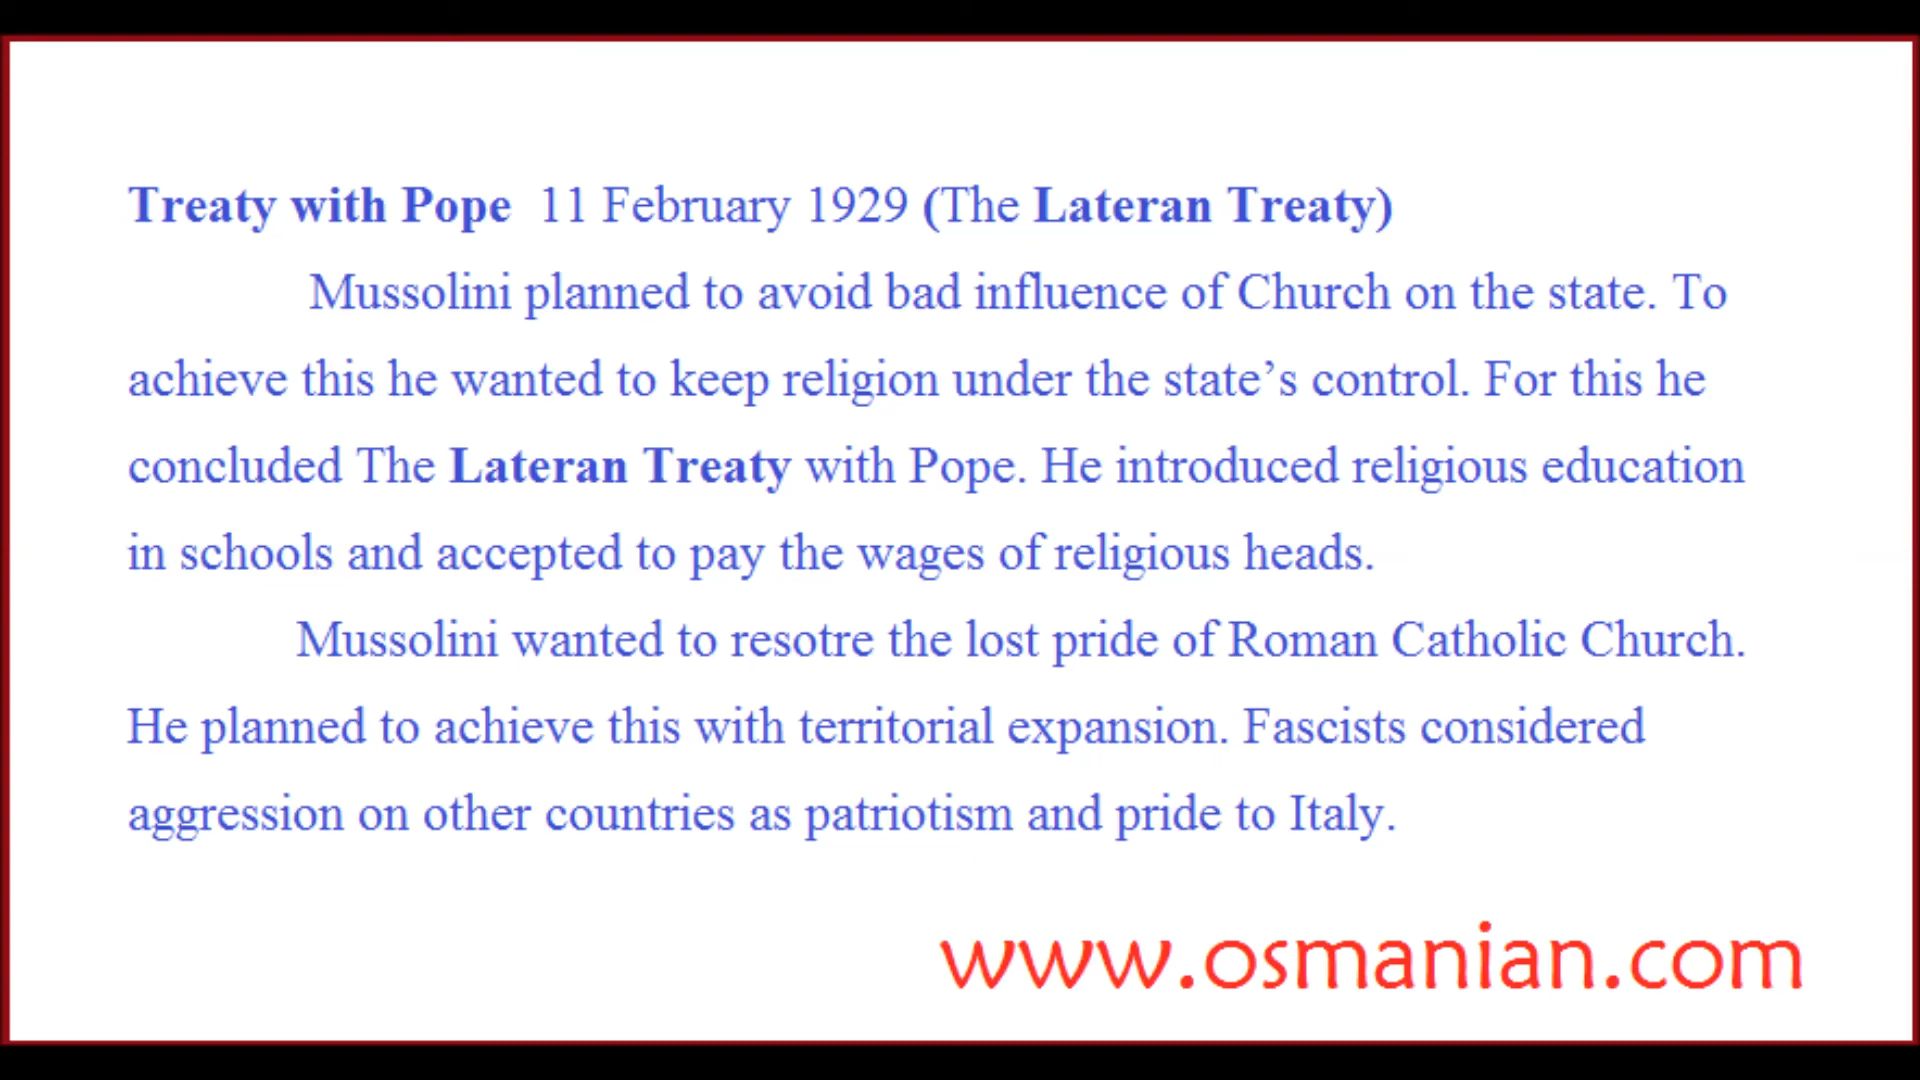 Treaty with Pope 11 February 1929 (The Lateran Treaty)
Mussolini planned to avoid bad influence of Church on the state. To
achieve this he wanted to keep religion under the state’s control. For this he
concluded The Lateran Treaty with Pope. He introduced religious education
in schools and accepted to pay the wages of religious heads.
Mussolini wanted to resotre the lost pride of Roman Catholic Church.
He planned to achieve this with territorial expansion. Fascists considered
aggression on other countries as patriotism and pride to Italy.
www.osmanian.com